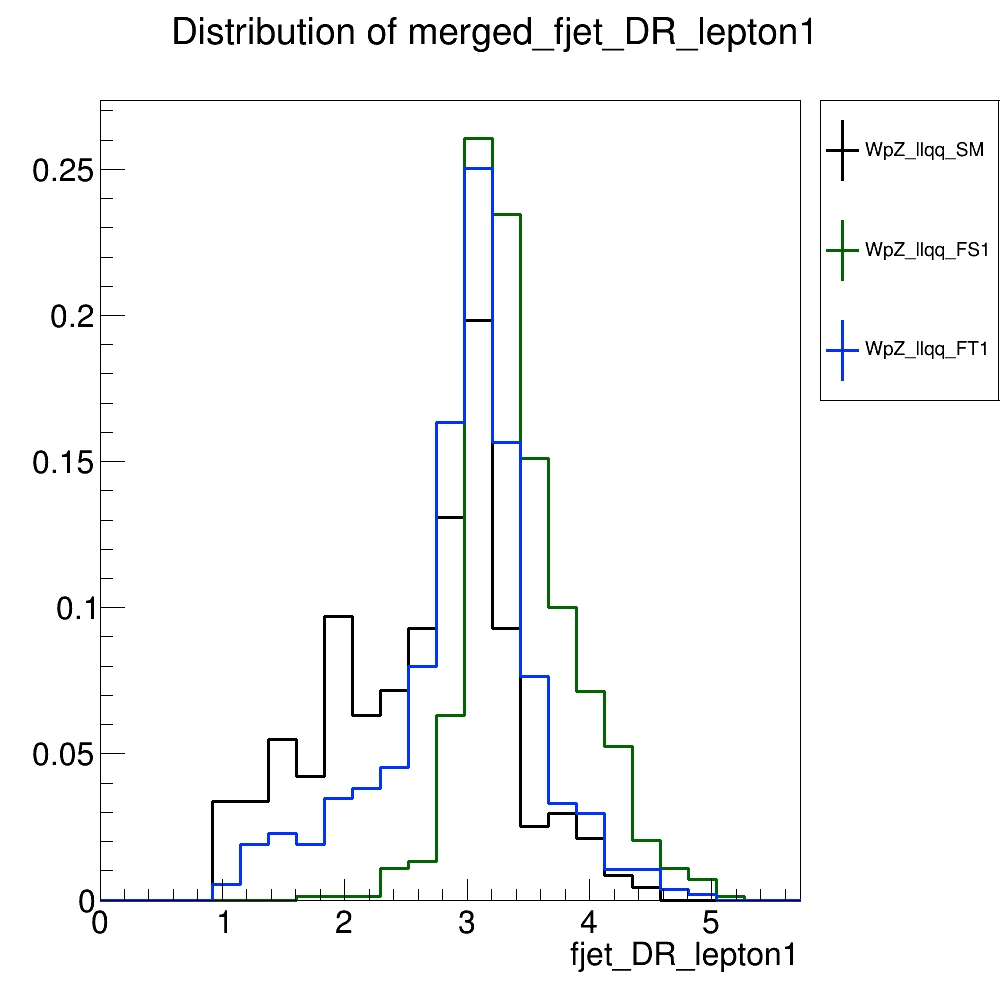 Distribution of merged_fjet_DR_lepton1
0.25
0.2
0.15
0.1
0.05
0
0 1 2 3 4 5
fjet_DR_lepton1
WpZ_llqq_SM
WpZ_llqq_FS1
WpZ_llqq_FT1